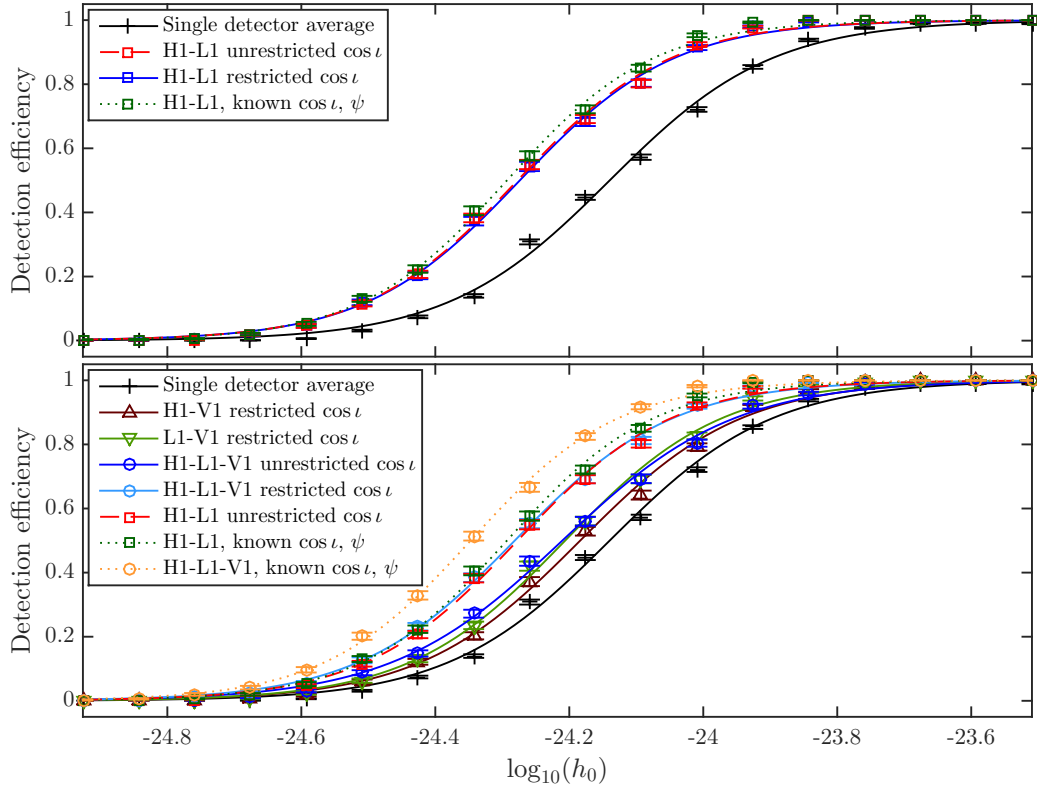 1
0.8
0.6
0.4
0.2
0
Detection efficiency
Single detector average
H1-L1 unrestricted cos ι
H1-L1 restricted cos ι
H1-L1, known cos ι, ψ
1
0.8
0.6
0.4
0.2
0
Detection efficiency
Single detector average
H1-V1 restricted cos ι
L1-V1 restricted cos ι
H1-L1-V1 unrestricted cos ι
H1-L1-V1 restricted cos ι
H1-L1 unrestricted cos ι
H1-L1, known cos ι, ψ
H1-L1-V1, known cos ι, ψ
-24.8 -24.6 -24.4 -24.2 -24 -23.8 -23.6
log₁₀(h₀)